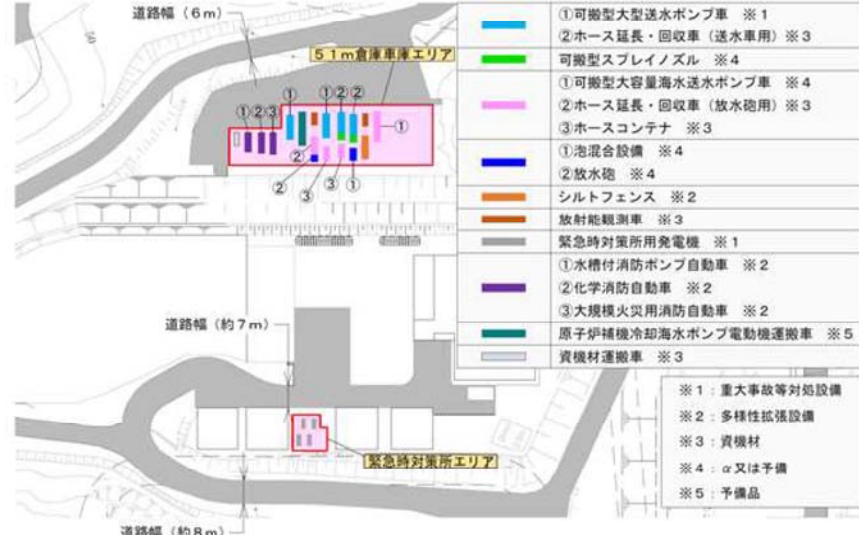 道路幅（6ｍ）
51ｍ倉庫車庫エリア
①②③ ① ①②②
① ② ② ③ ③ ①
道路幅（約7ｍ）
緊急時対策所エリア
道路幅（約8ｍ）
①可搬型大型送水ポンプ車 ※1
②ホース延長・回収車（送水車用）※3
可搬型スプレイノズル ※4
①可搬型大容量海水送水ポンプ車 ※4
②ホース延長・回収車（放水砲用）※3
③ホースコンテナ ※3
①泡混合設備 ※4
②放水砲 ※4
シルトフェンス ※2
放射能観測車 ※3
緊急時対策所用発電機 ※1
①水槽付消防ポンプ自動車 ※2
②化学消防自動車 ※2
③大規模火災用消防自動車 ※2
原子炉補機冷却海水ポンプ電動機運搬車 ※5
資機材運搬車 ※3
※1：重大事故等対処設備
※2：多様性拡張設備
※3：資機材
※4：α又は予備
※5：予備品